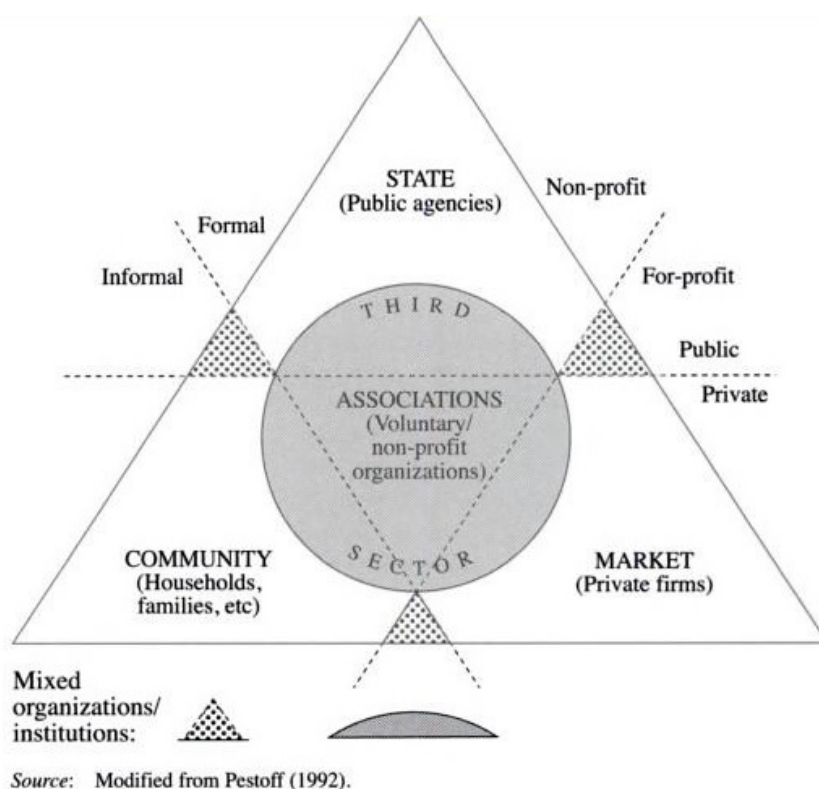 STATE
(Public agencies)
Non-profit
Formal
Informal
For-profit
THIRD
Public
Private
ASSOCIATIONS
(Voluntary/
non-profit
organizations)
SECTOR
COMMUNITY
(Households,
families, etc)
MARKET
(Private firms)
Mixed
organizations/
institutions:
Source: Modified from Pestoff (1992).